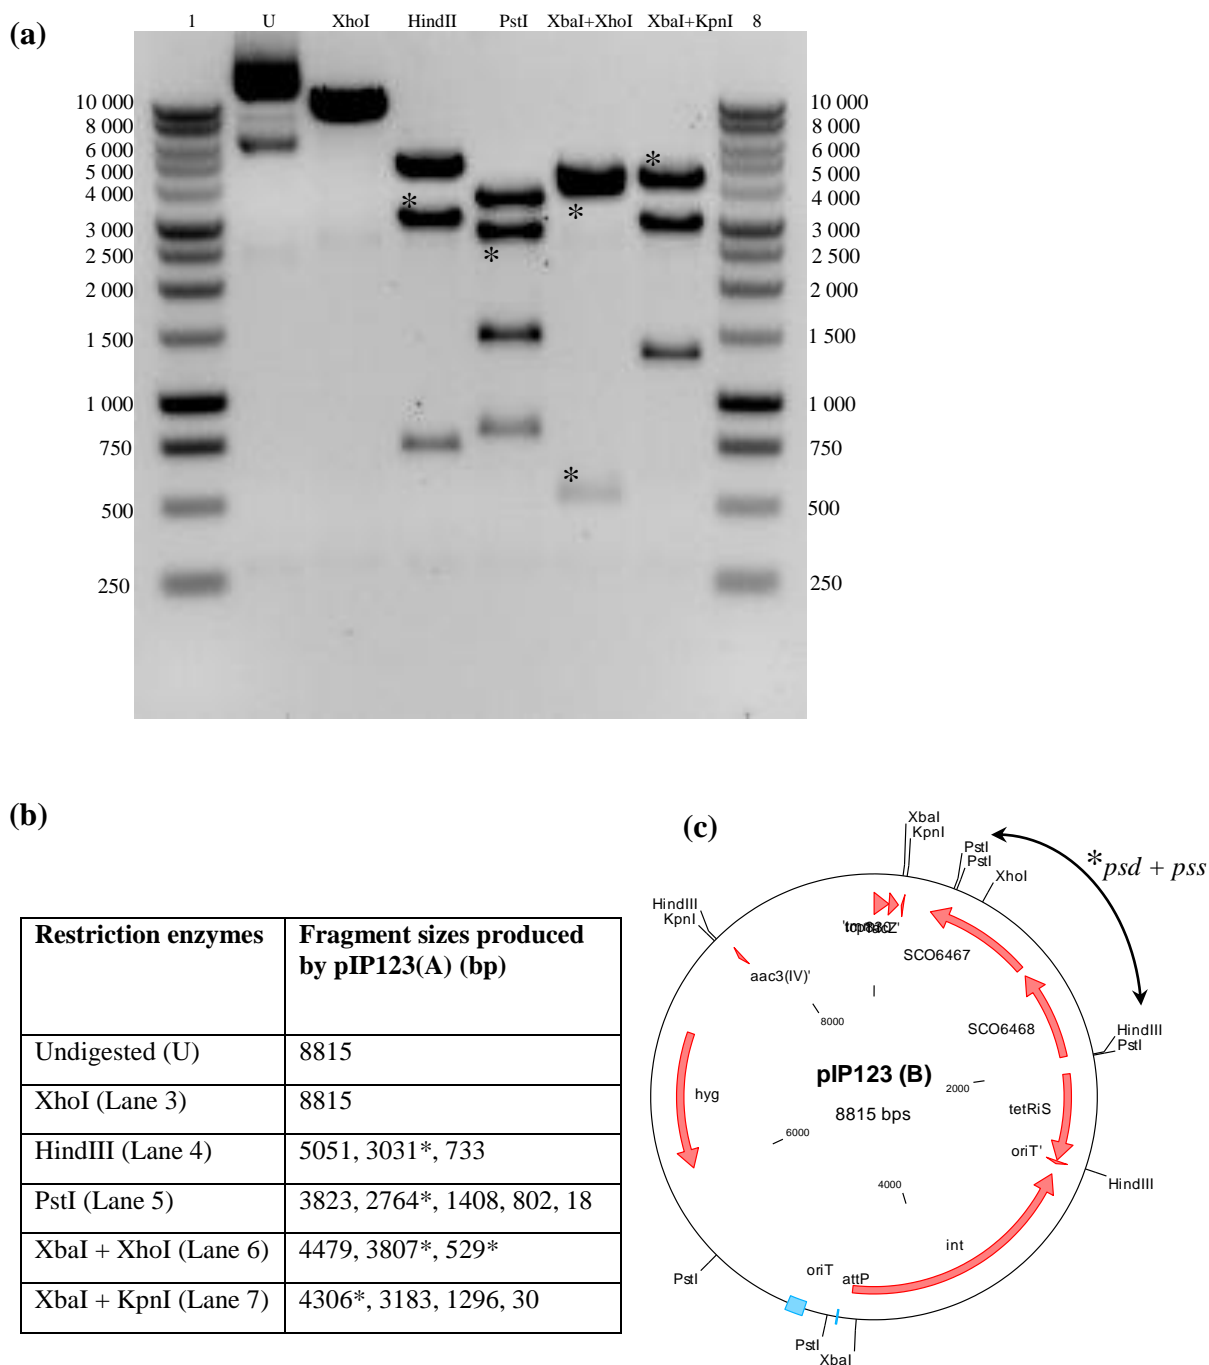 (a)
1 U XhoI HindII PstI XbaI+XhoI XbaI+KpnI 8
10 000 10 000
8 000 8 000
6 000 6 000
5 000 5 000
4 000 4 000
3 000 3 000
2 500 2 500
2 000 2 000
1 500 1 500
1 000 1 000
750 750
500 500
250 250
* * * * *
(b)
Restriction enzymes Fragment sizes produced by pIP123(A) (bp)
Undigested (U) 8815
XhoI (Lane 3) 8815
HindIII (Lane 4) 5051, 3031*, 733
PstI (Lane 5) 3823, 2764*, 1408, 802, 18
XbaI + XhoI (Lane 6) 4479, 3807*, 529*
XbaI + KpnI (Lane 7) 4306*, 3183, 1296, 30
(c)
XbaI
KpnI
PstI
PstI
XhoI
*psd + pss
HindIII
KpnI
aac3(IV)'
SCO6467
8000
SCO6468
HindIII
PstI
pIP123 (B)
8815 bps
2000
hyg
tetRiS
6000
oriT'
HindIII
4000
int
PstI
oriT
attP
PstI
XbaI